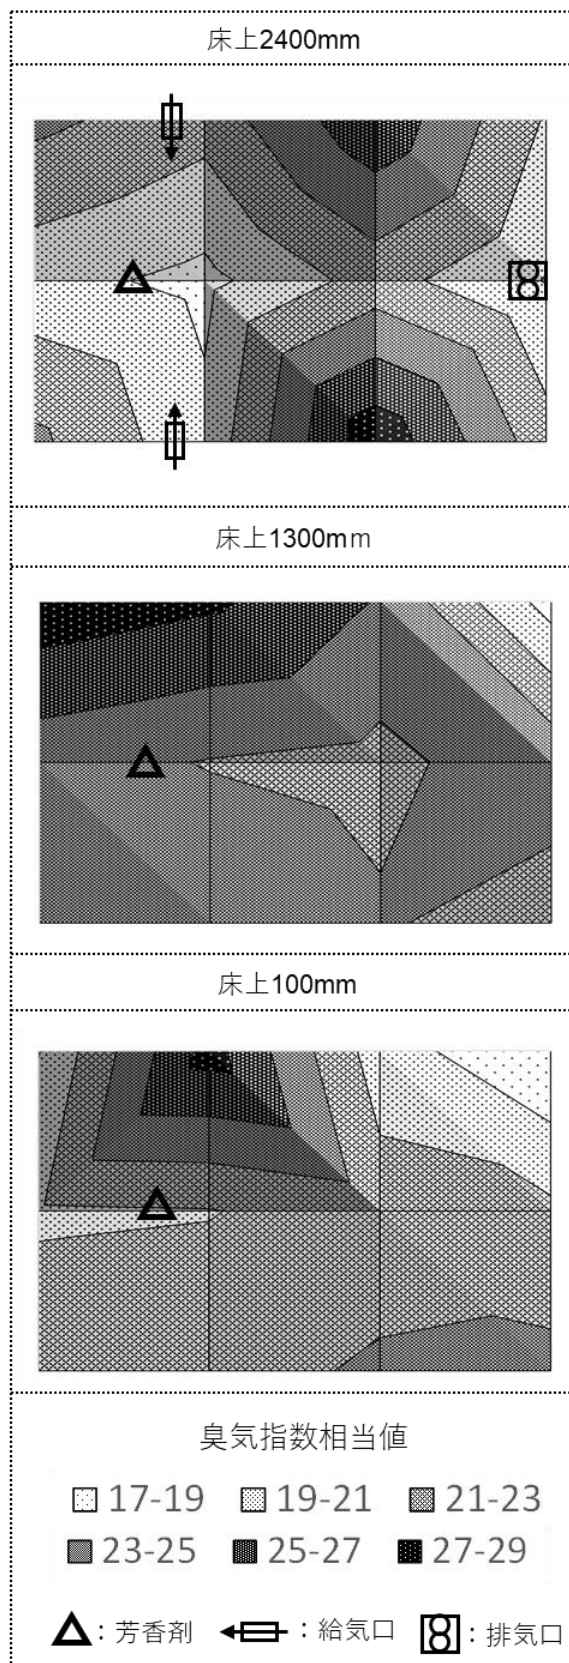 床上2400mm
床上1300mm
床上100mm
臭気指数相当値
17-19 19-21 21-23
23-25 25-27 27-29
：芳香剤 ：給気口 ：排気口